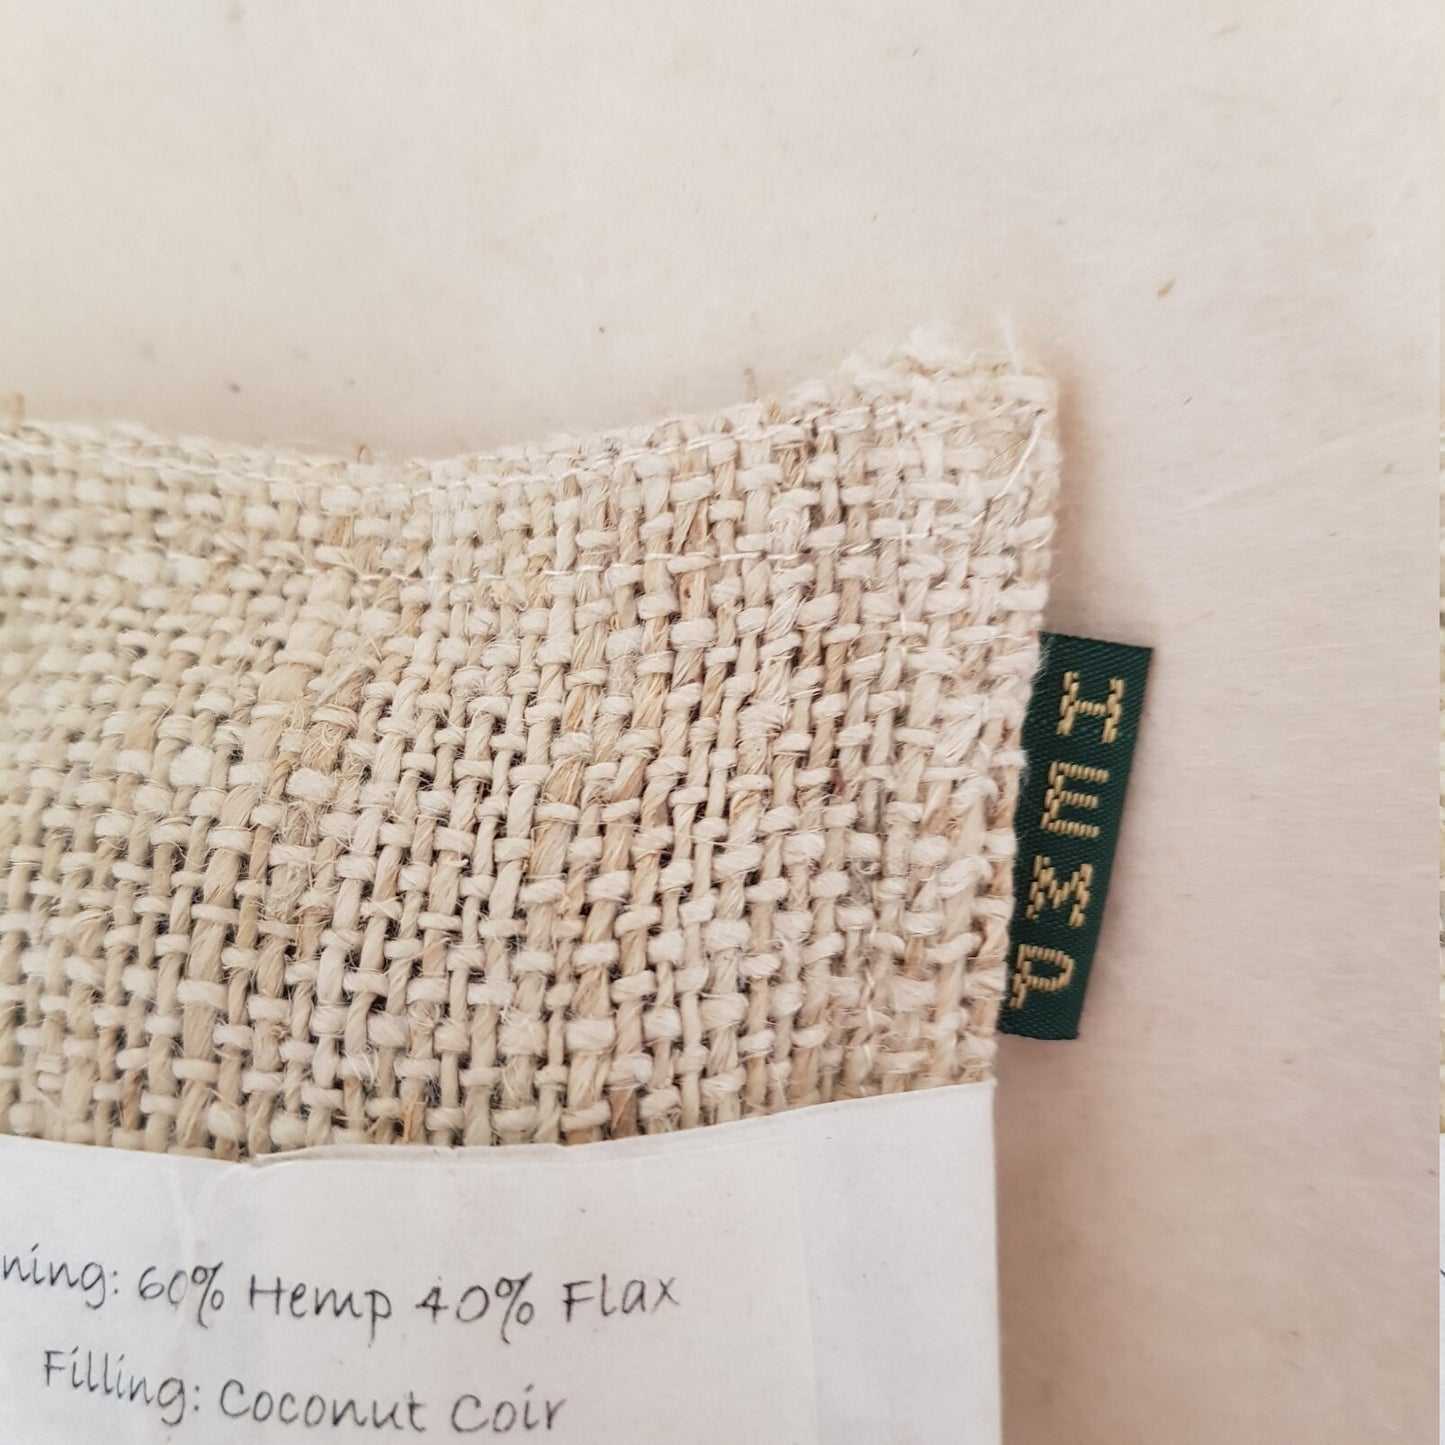 HEMP
ning: 60% Hemp 40% Flax
Filling: Coconut Coir